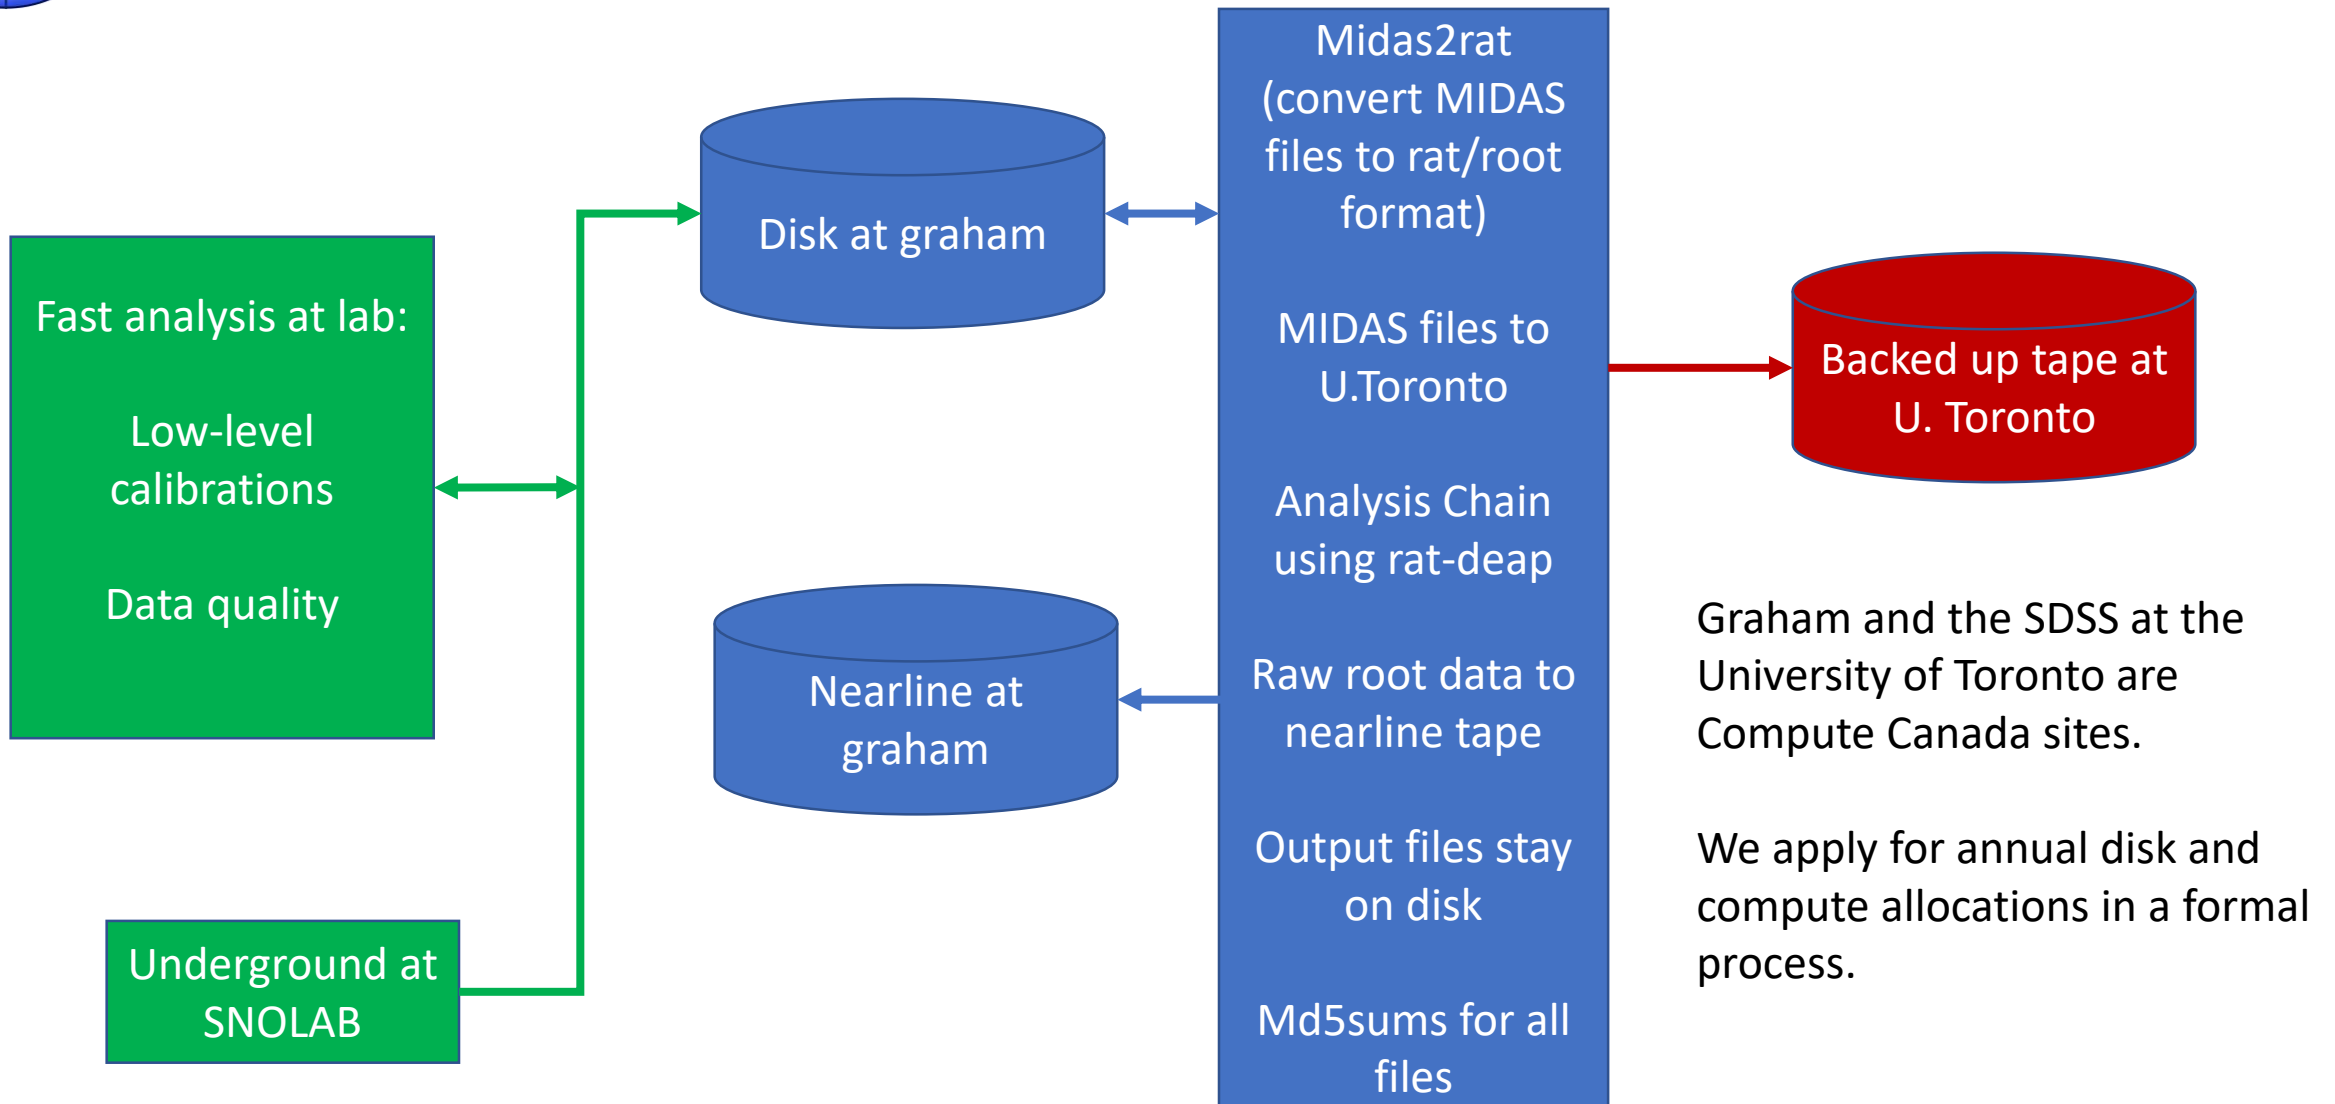 Fast analysis at lab:
Low-level
calibrations
Data quality
Underground at
SNOLAB
Disk at graham
Nearline at
graham
Midas2rat
(convert MIDAS
files to rat/root
format)
MIDAS files to
U.Toronto
Analysis Chain
using rat-deap
Raw root data to
nearline tape
Output files stay
on disk
Md5sums for all
files
Backed up tape at
U. Toronto
Graham and the SDSS at the
University of Toronto are
Compute Canada sites.
We apply for annual disk and
compute allocations in a formal
process.